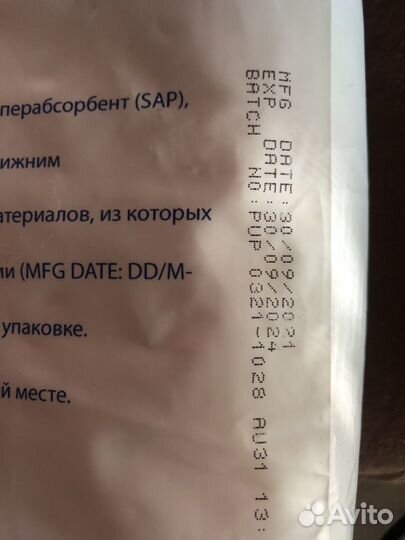 перабсорбент (SAP),
ижним
атериалов, из которых
ии (MFG DATE: DD/M-
упаковке.
й месте.
MFG DATE: 30/09/2021
EXP DATE: 30/09/2024
BATCH NO: PUP 0321-1028 AU31 13:
Avito